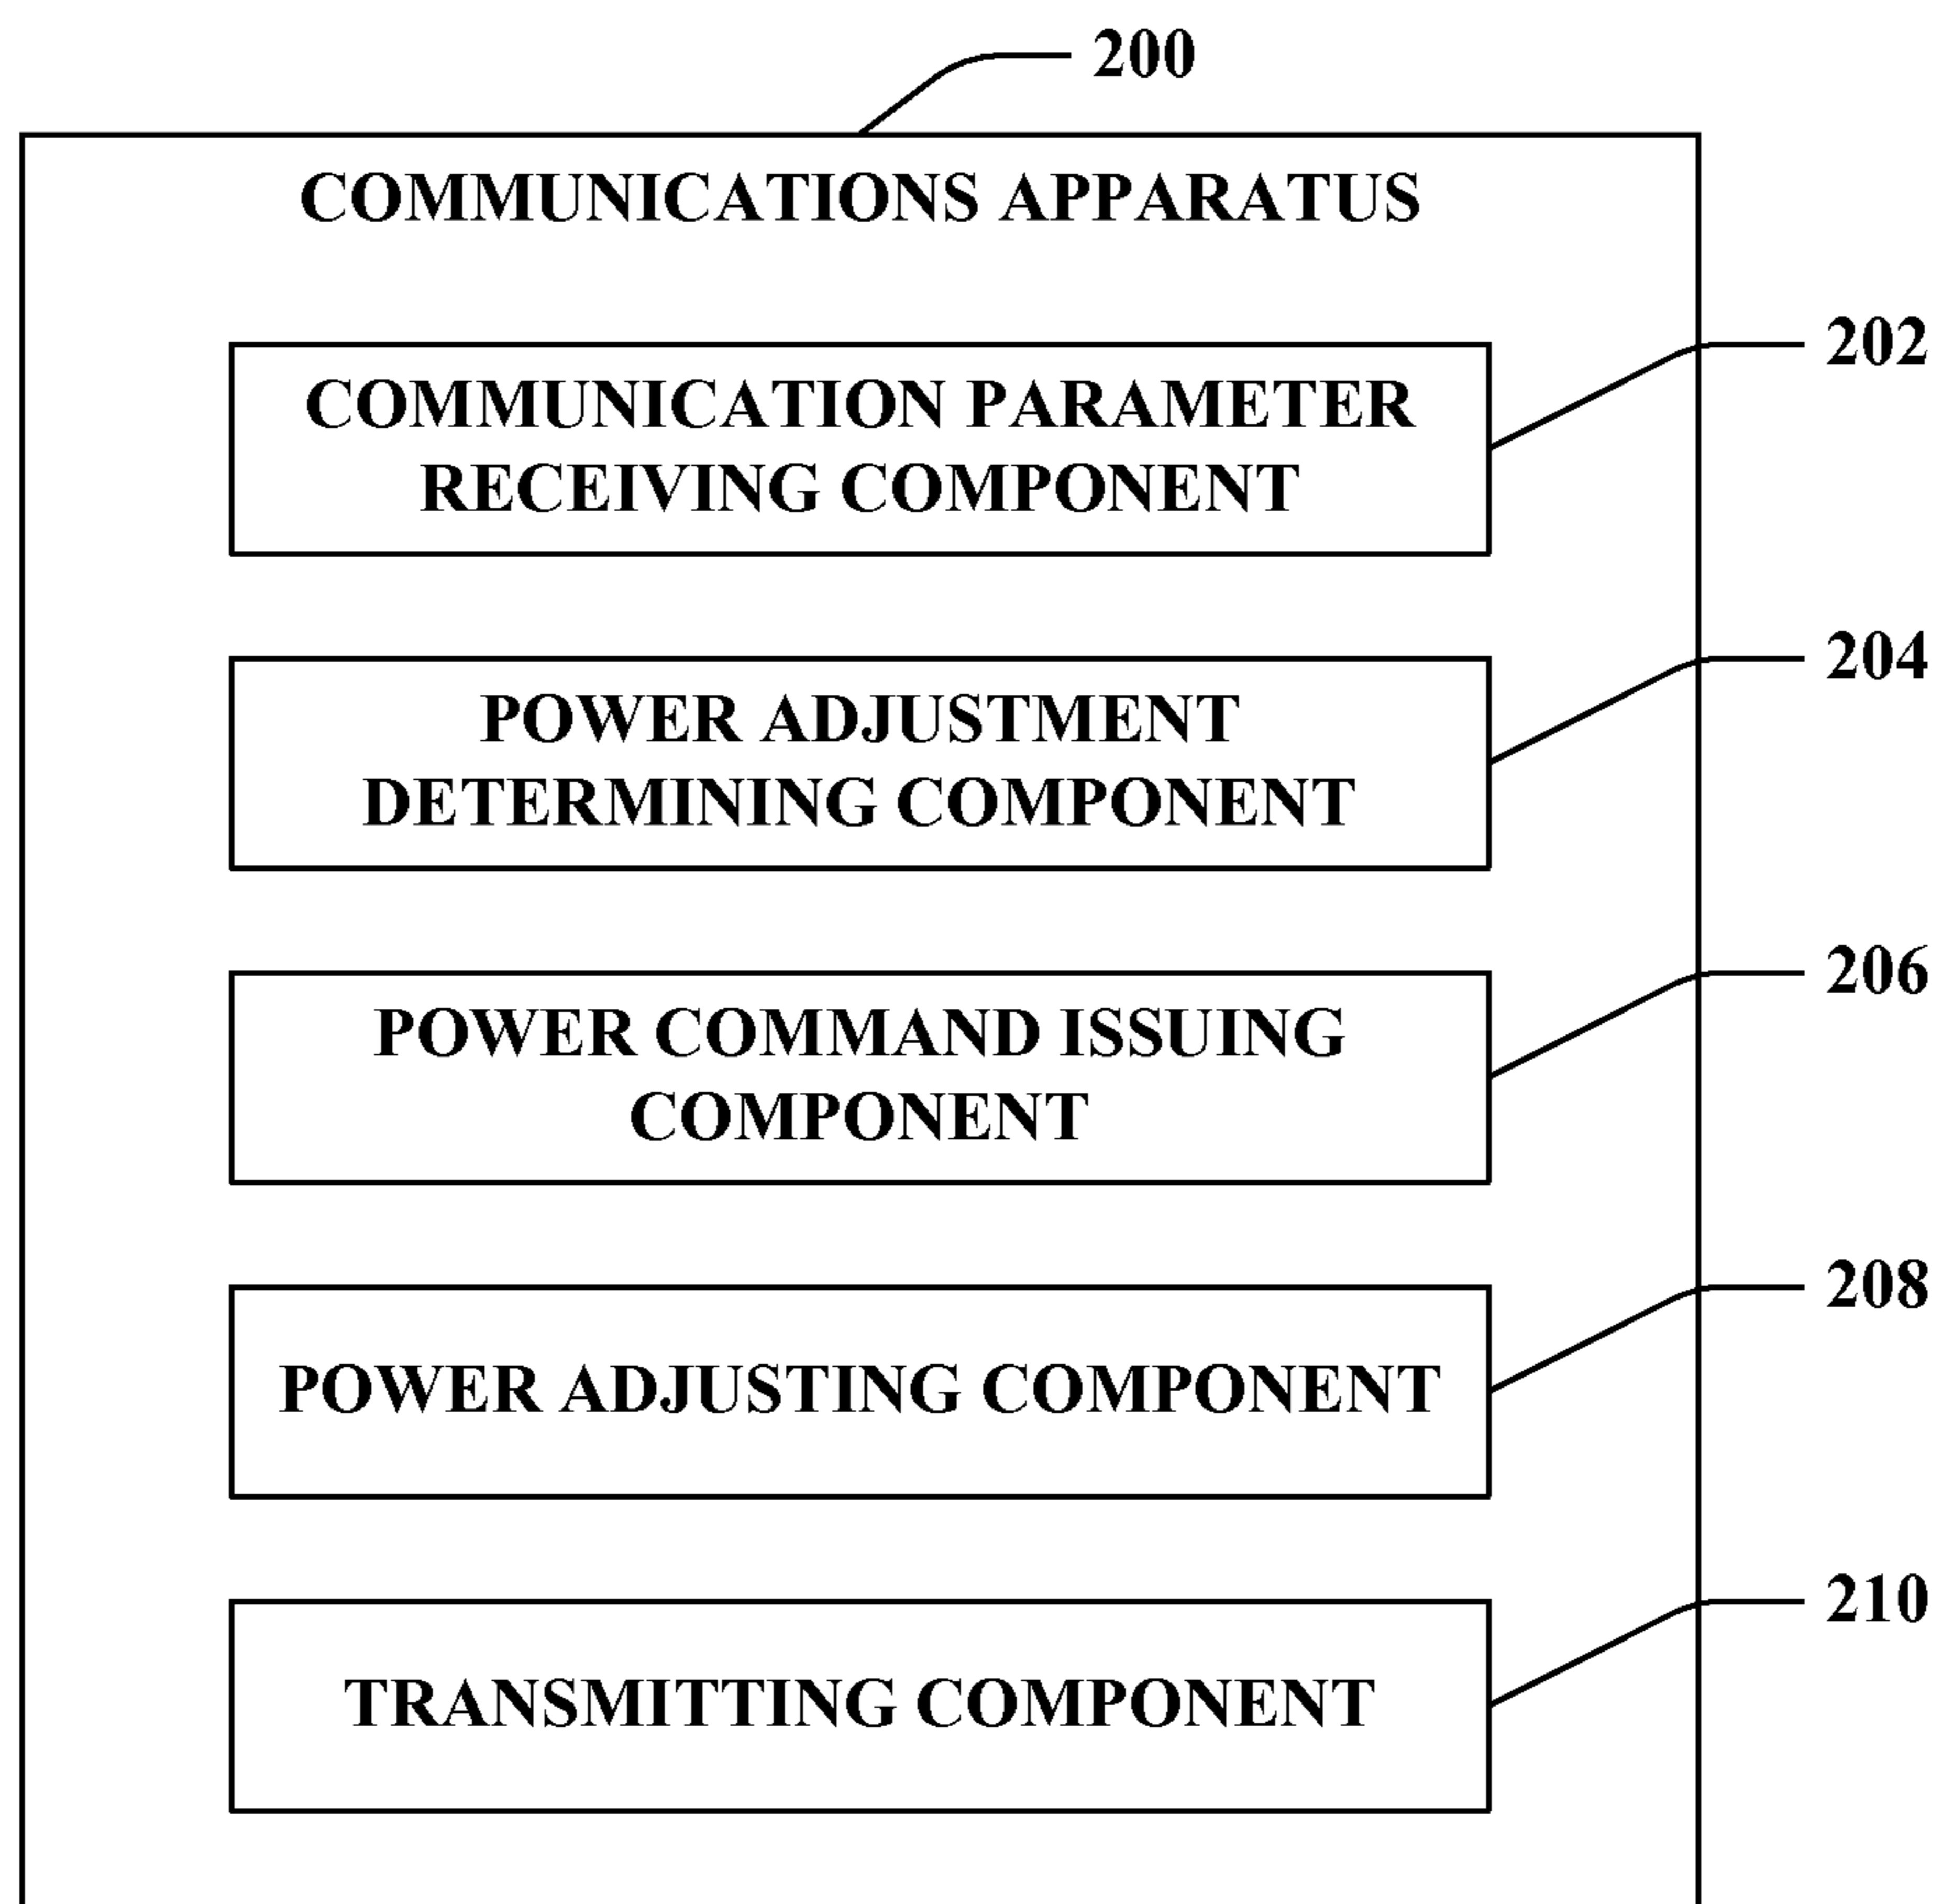 200
COMMUNICATIONS APPARATUS
202
COMMUNICATION PARAMETER
RECEIVING COMPONENT
204
POWER ADJUSTMENT
DETERMINING COMPONENT
206
POWER COMMAND ISSUING
COMPONENT
208
POWER ADJUSTING COMPONENT
210
TRANSMITTING COMPONENT